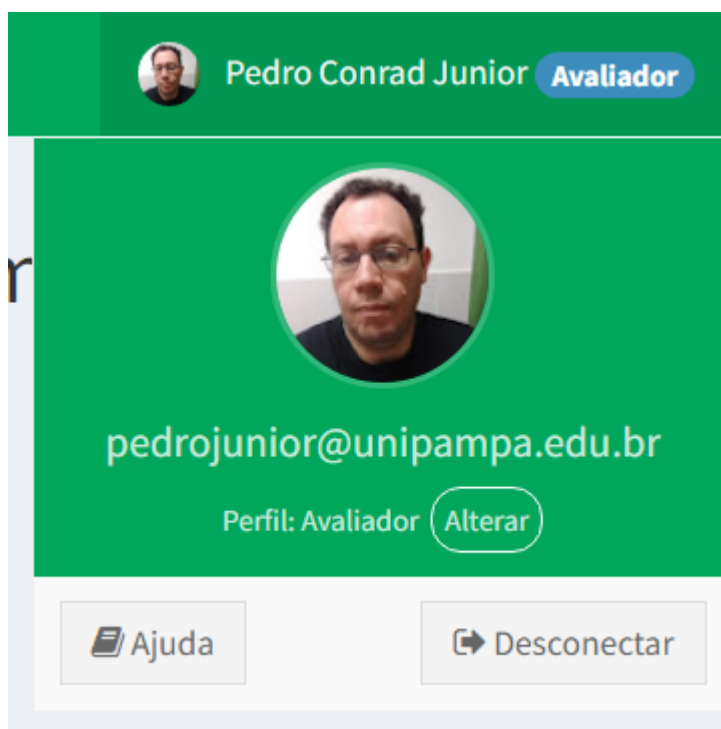 Pedro Conrad Junior Avaliador
pedrojunior@unipampa.edu.br
Perfil: Avaliador Alterar
Ajuda Desconectar